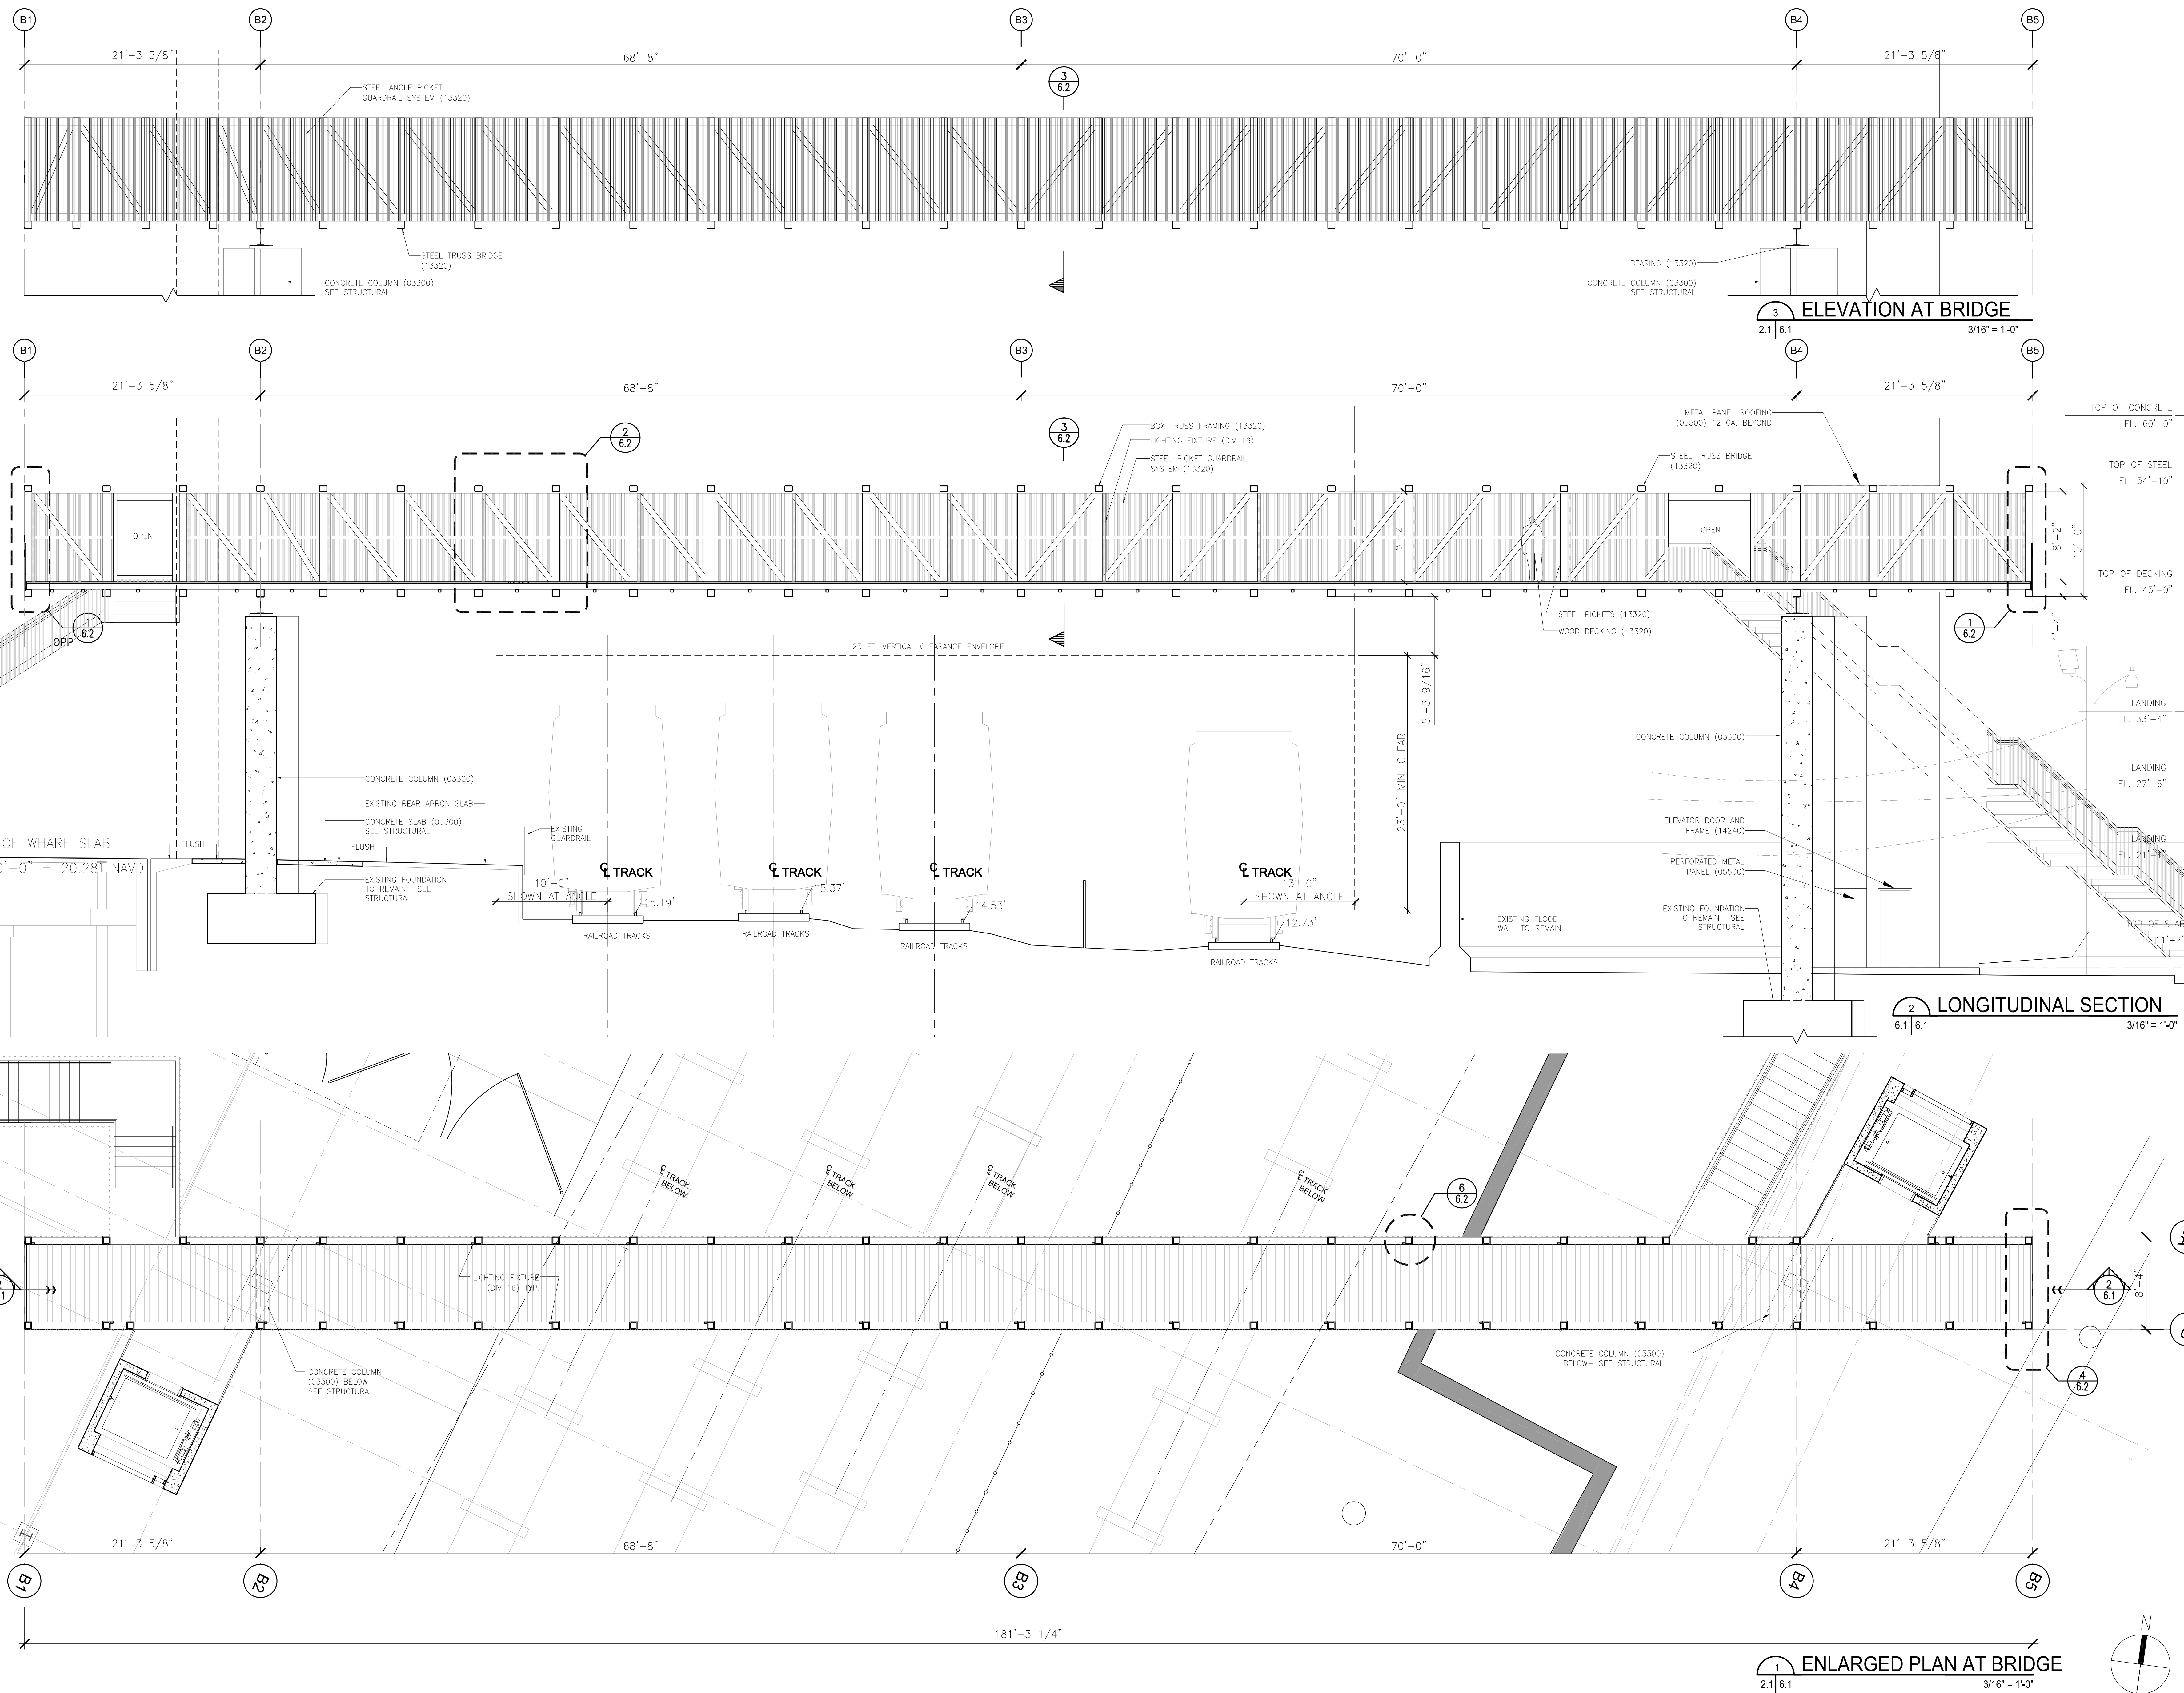 B1
B2
B3
B4
B5
21'-3 5/8"
68'-8"
70'-0"
21'-3 5/8"
3
6.2
STEEL ANGLE PICKET
GUARDRAIL SYSTEM (13320)
STEEL TRUSS BRIDGE
(13320)
CONCRETE COLUMN (03300)
SEE STRUCTURAL
BEARING (13320)
CONCRETE COLUMN (03300)
SEE STRUCTURAL
3
ELEVATION AT BRIDGE
2.1 6.1
3/16" = 1'-0"
B1
B2
B3
B4
B5
21'-3 5/8"
68'-8"
70'-0"
21'-3 5/8"
2
6.2
3
6.2
BOX TRUSS FRAMING (13320)
LIGHTING FIXTURE (DIV 16)
STEEL PICKET GUARDRAIL
SYSTEM (13320)
METAL PANEL ROOFING
(05500) 12 GA. BEYOND
STEEL TRUSS BRIDGE
(13320)
TOP OF CONCRETE
EL. 60'-0"
TOP OF STEEL
EL. 54'-10"
OPEN
8'-2"
OPEN
8'-2"
10'-0"
TOP OF DECKING
EL. 45'-0"
1'-4"
1
6.2
OPP
STEEL PICKETS (13320)
WOOD DECKING (13320)
1
6.2
23 FT. VERTICAL CLEARANCE ENVELOPE
5'-3 9/16"
23'-0" MIN. CLEAR
CONCRETE COLUMN (03300)
LANDING
EL. 33'-4"
LANDING
EL. 27'-6"
LANDING
EL. 21'-1"
TOP OF SLAB
EL. 11'-2"
CONCRETE COLUMN (03300)
EXISTING REAR APRON SLAB
CONCRETE SLAB (03300)
SEE STRUCTURAL
EXISTING
GUARDRAIL
ELEVATOR DOOR AND
FRAME (14240)
PERFORATED METAL
PANEL (05500)
OF WHARF SLAB
0'-0" = 20.28' NAVD
FLUSH
FLUSH
EXISTING FOUNDATION
TO REMAIN- SEE
STRUCTURAL
℄ TRACK
℄ TRACK
℄ TRACK
℄ TRACK
10'-0"
SHOWN AT ANGLE
13'-0"
SHOWN AT ANGLE
15.19'
15.37'
14.53'
12.73'
RAILROAD TRACKS
RAILROAD TRACKS
RAILROAD TRACKS
RAILROAD TRACKS
EXISTING FLOOD
WALL TO REMAIN
EXISTING FOUNDATION
TO REMAIN- SEE
STRUCTURAL
2
LONGITUDINAL SECTION
6.1 6.1
3/16" = 1'-0"
℄ TRACK
BELOW
℄ TRACK
BELOW
℄ TRACK
BELOW
℄ TRACK
BELOW
6
6.2
LIGHTING FIXTURE
(DIV 16) TYP.
2
6.1
8'-4"
CONCRETE COLUMN
(03300) BELOW-
SEE STRUCTURAL
CONCRETE COLUMN (03300)
BELOW- SEE STRUCTURAL
4
6.2
21'-3 5/8"
68'-8"
70'-0"
21'-3 5/8"
B1
B2
B3
B4
B5
181'-3 1/4"
N
1
ENLARGED PLAN AT BRIDGE
2.1 6.1
3/16" = 1'-0"